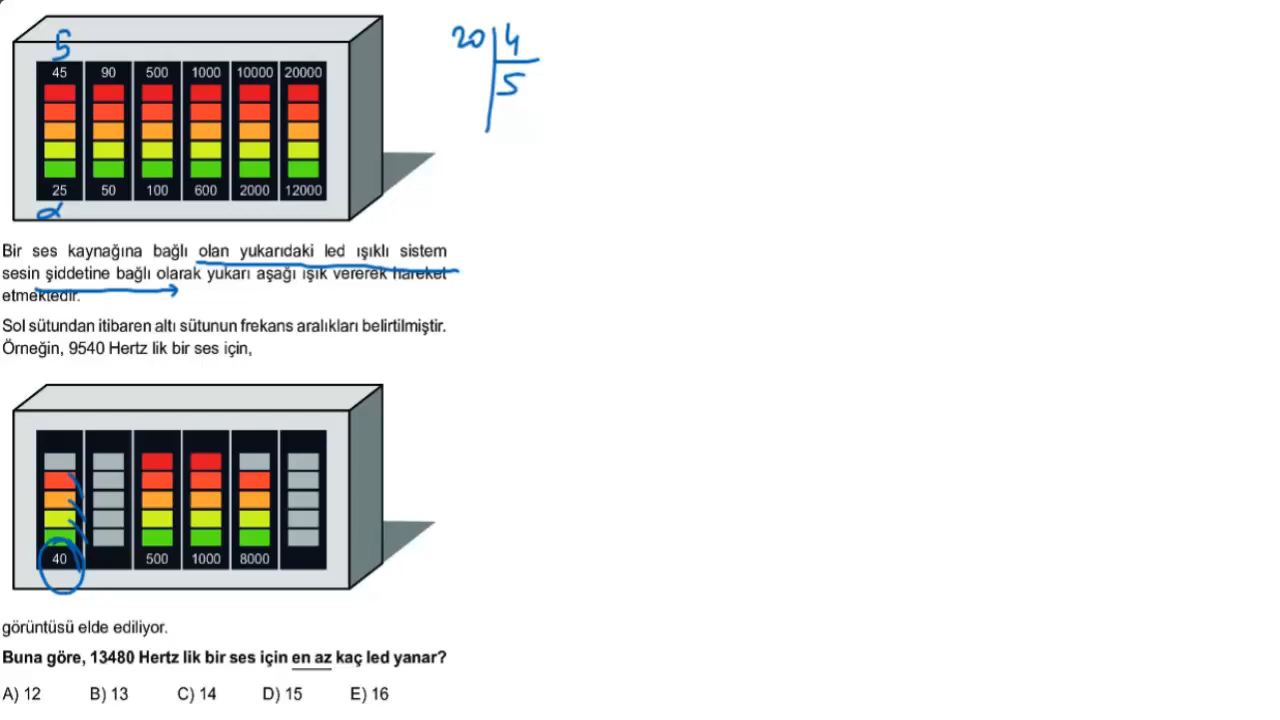 5
20 4
5
45 90 500 1000 10000 20000
25 50 100 600 2000 12000
Bir ses kaynağına bağlı olan yukarıdaki led ışıklı sistem
sesin şiddetine bağlı olarak yukarı aşağı ışık vererek hareket
etmektedir.
Sol sütundan itibaren altı sütunun frekans aralıkları belirtilmiştir.
Örneğin, 9540 Hertz lik bir ses için,
40 500 1000 8000
görüntüsü elde ediliyor.
Buna göre, 13480 Hertz lik bir ses için en az kaç led yanar?
A) 12 B) 13 C) 14 D) 15 E) 16